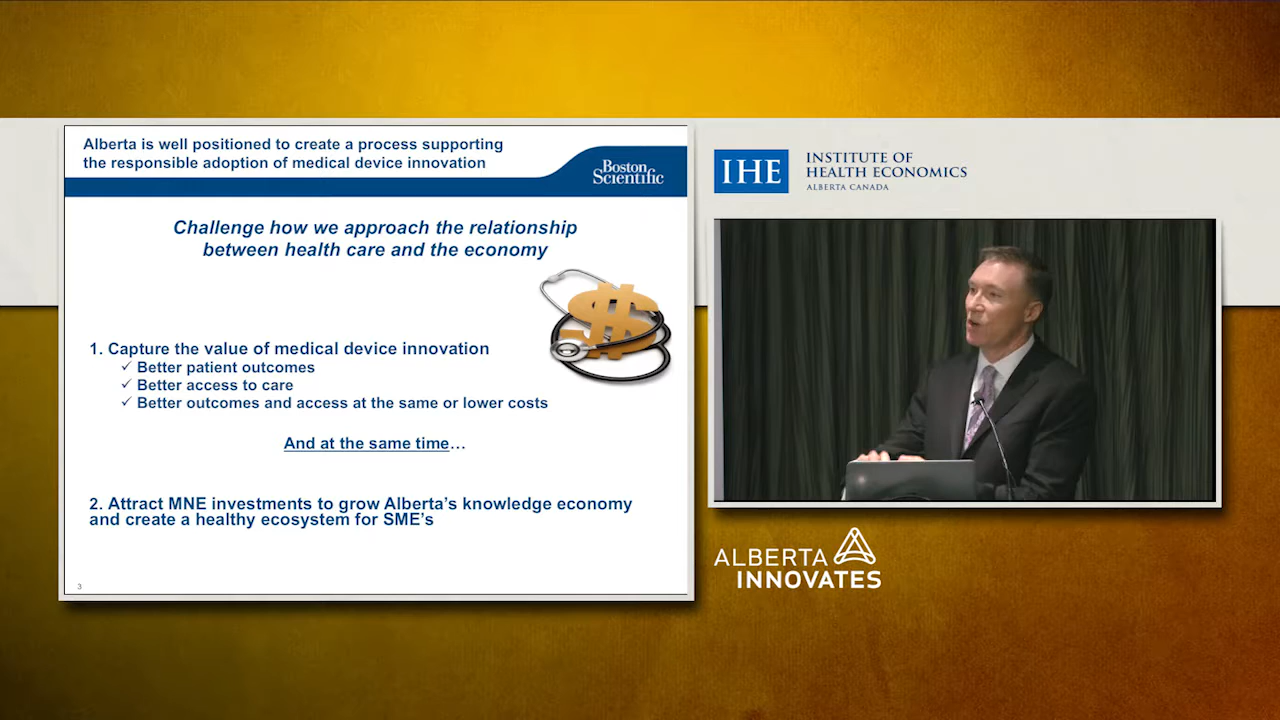 Alberta is well positioned to create a process supporting
the responsible adoption of medical device innovation
Boston
Scientific
Challenge how we approach the relationship
between health care and the economy
1. Capture the value of medical device innovation
✓ Better patient outcomes
✓ Better access to care
✓ Better outcomes and access at the same or lower costs
And at the same time…
2. Attract MNE investments to grow Alberta's knowledge economy
and create a healthy ecosystem for SME's
3
IHE
INSTITUTE OF
HEALTH ECONOMICS
ALBERTA CANADA
ALBERTA
INNOVATES